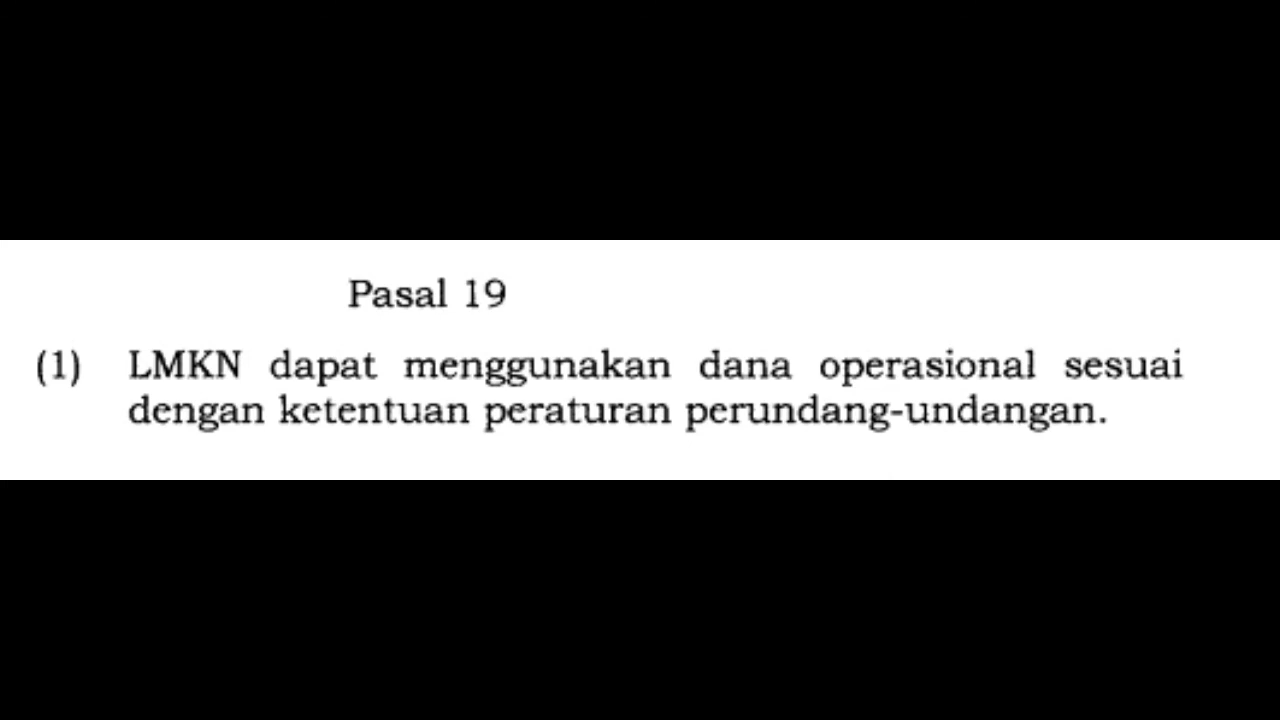 Pasal 19
(1) LMKN dapat menggunakan dana operasional sesuai
dengan ketentuan peraturan perundang-undangan.